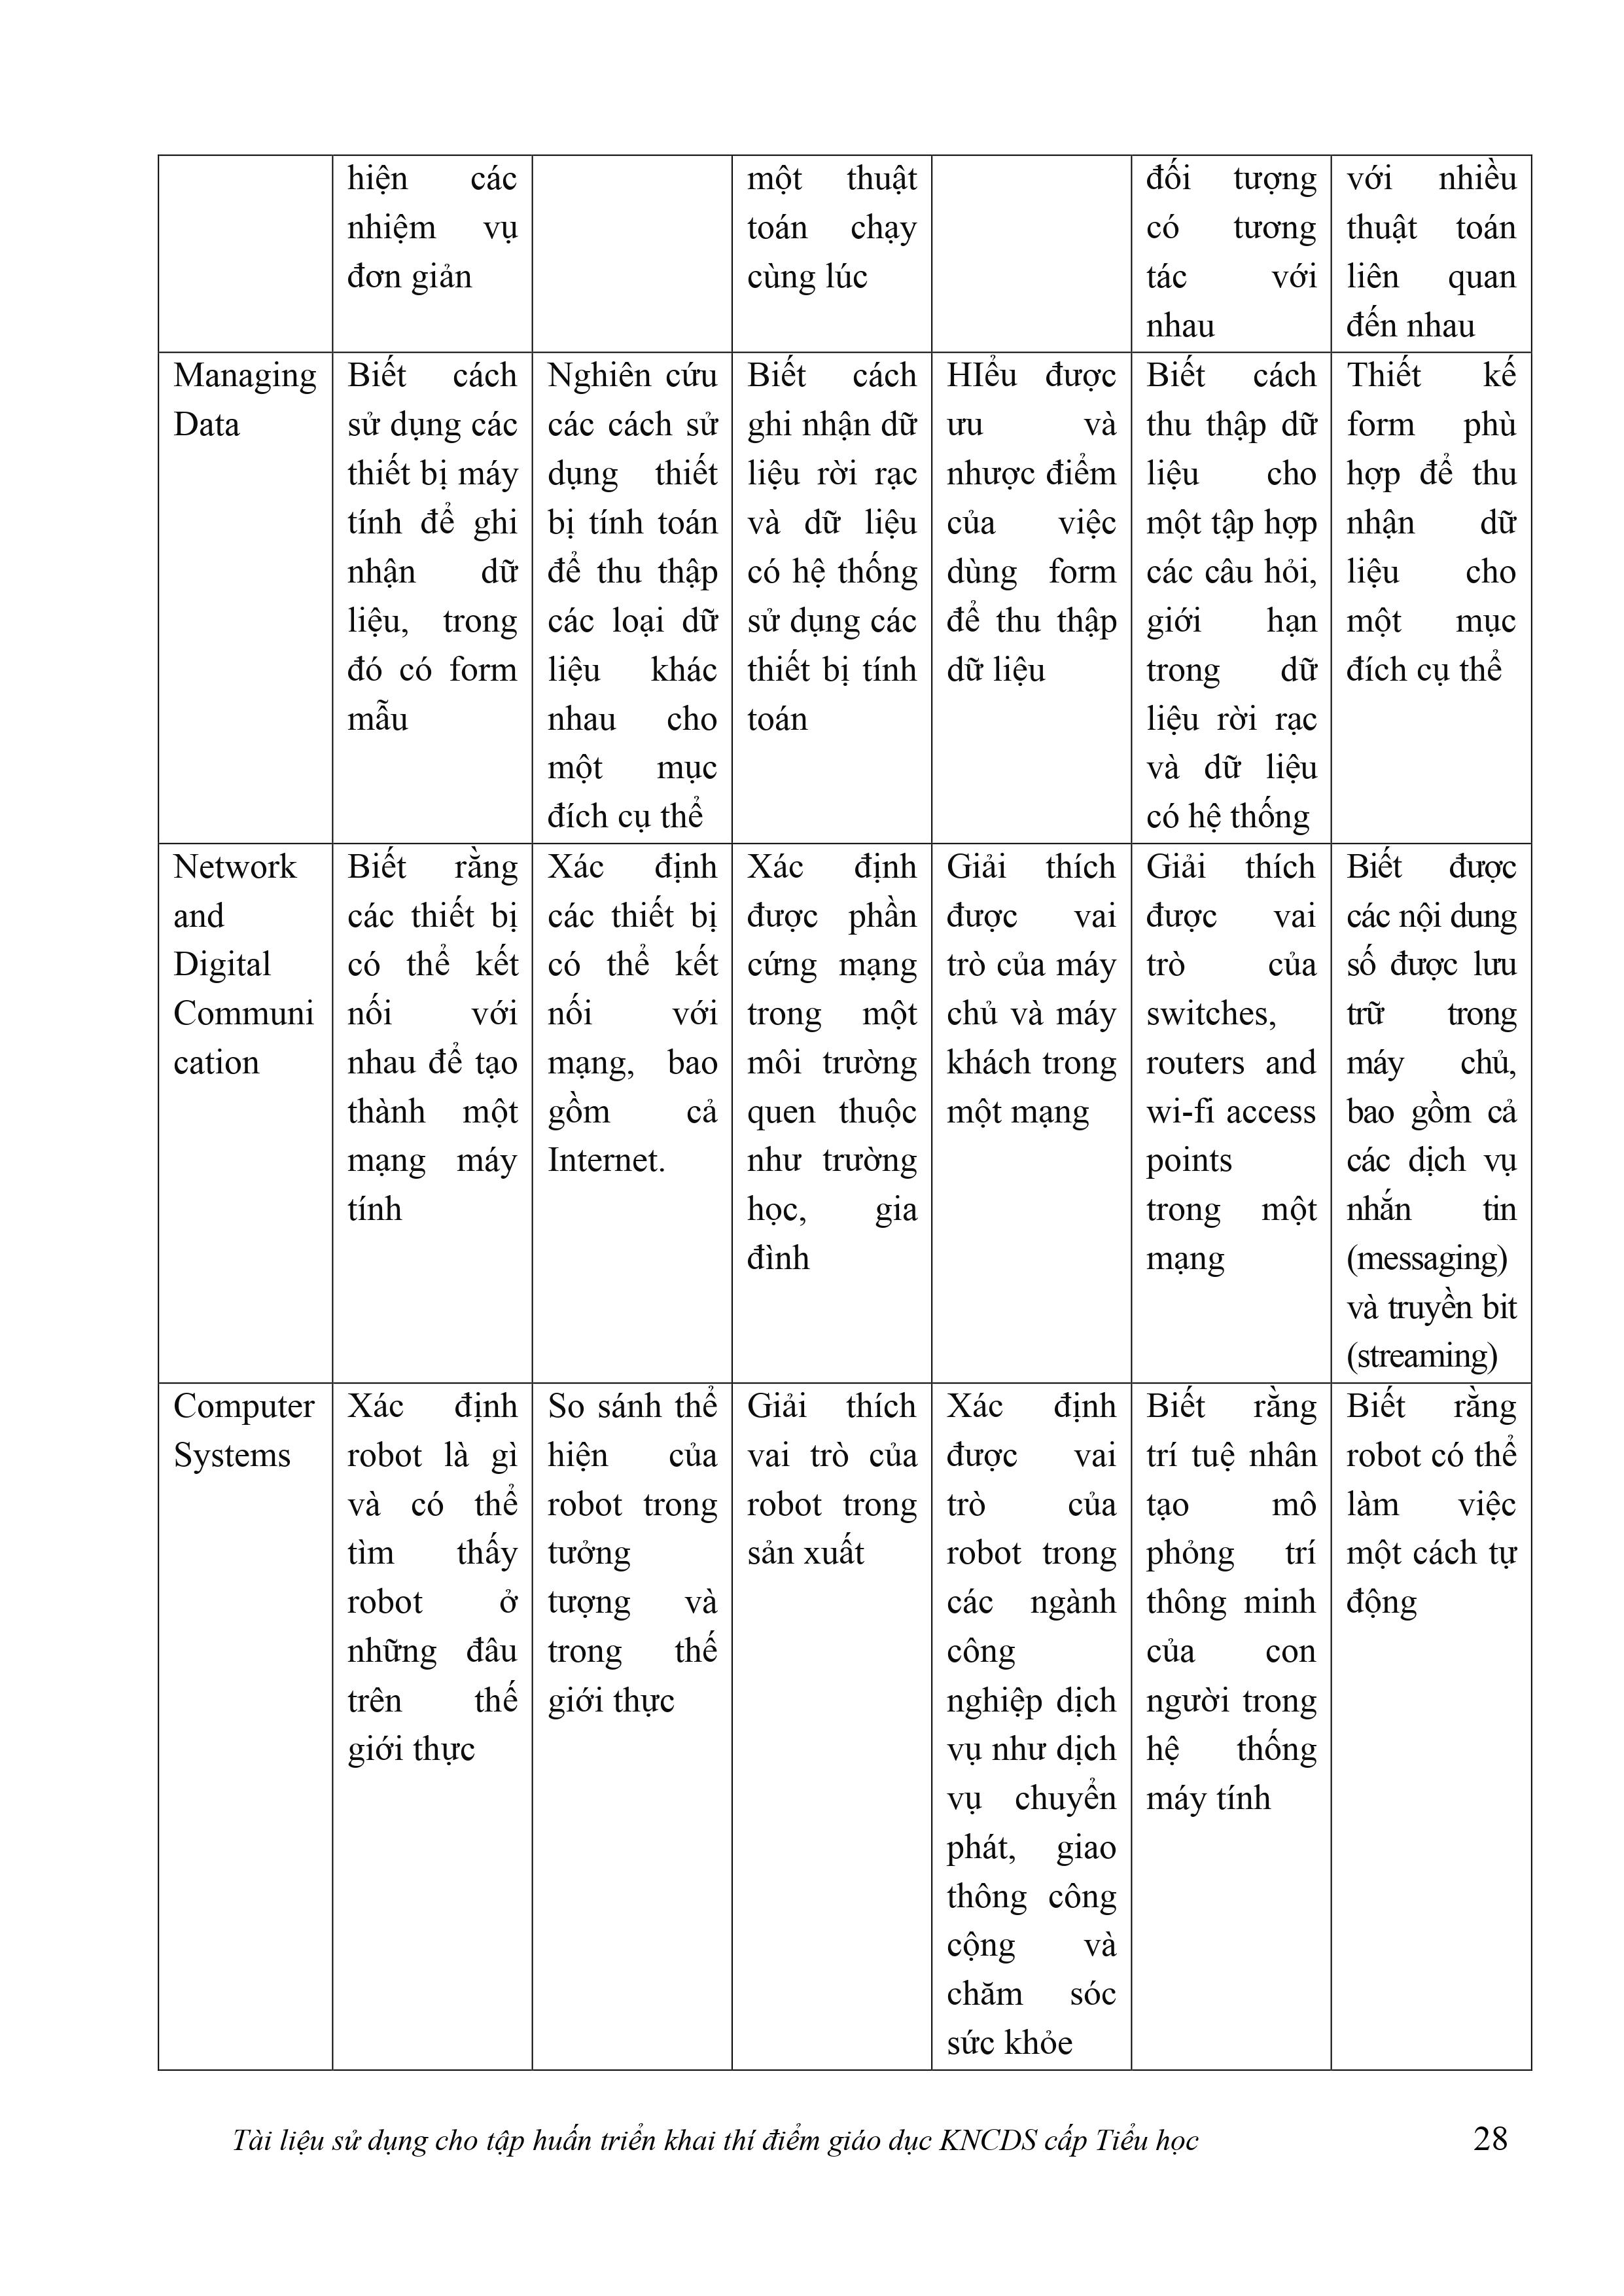 hiện các
nhiệm vụ
đơn giản
một thuật
toán chạy
cùng lúc
đối tượng
có tương
tác với
nhau
với nhiều
thuật toán
liên quan
đến nhau
Managing
Data
Biết cách
sử dụng các
thiết bị máy
tính để ghi
nhận dữ
liệu, trong
đó có form
mẫu
Nghiên cứu
các cách sử
dụng thiết
bị tính toán
để thu thập
các loại dữ
liệu khác
nhau cho
một mục
đích cụ thể
Biết cách
ghi nhận dữ
liệu rời rạc
và dữ liệu
có hệ thống
sử dụng các
thiết bị tính
toán
HIểu được
ưu và
nhược điểm
của việc
dùng form
để thu thập
dữ liệu
Biết cách
thu thập dữ
liệu cho
một tập hợp
các câu hỏi,
giới hạn
trong dữ
liệu rời rạc
và dữ liệu
có hệ thống
Thiết kế
form phù
hợp để thu
nhận dữ
liệu cho
một mục
đích cụ thể
Network
and
Digital
Communi
cation
Biết rằng
các thiết bị
có thể kết
nối với
nhau để tạo
thành một
mạng máy
tính
Xác định
các thiết bị
có thể kết
nối với
mạng, bao
gồm cả
Internet.
Xác định
được phần
cứng mạng
trong một
môi trường
quen thuộc
như trường
học, gia
đình
Giải thích
được vai
trò của máy
chủ và máy
khách trong
một mạng
Giải thích
được vai
trò của
switches,
routers and
wi-fi access
points
trong một
mạng
Biết được
các nội dung
số được lưu
trữ trong
máy chủ,
bao gồm cả
các dịch vụ
nhắn tin
(messaging)
và truyền bit
(streaming)
Computer
Systems
Xác định
robot là gì
và có thể
tìm thấy
robot ở
những đâu
trên thế
giới thực
So sánh thể
hiện của
robot trong
tưởng
tượng và
trong thế
giới thực
Giải thích
vai trò của
robot trong
sản xuất
Xác định
được vai
trò của
robot trong
các ngành
công
nghiệp dịch
vụ như dịch
vụ chuyển
phát, giao
thông công
cộng và
chăm sóc
sức khỏe
Biết rằng
trí tuệ nhân
tạo mô
phỏng trí
thông minh
của con
người trong
hệ thống
máy tính
Biết rằng
robot có thể
làm việc
một cách tự
động
Tài liệu sử dụng cho tập huấn triển khai thí điểm giáo dục KNCDS cấp Tiểu học 28